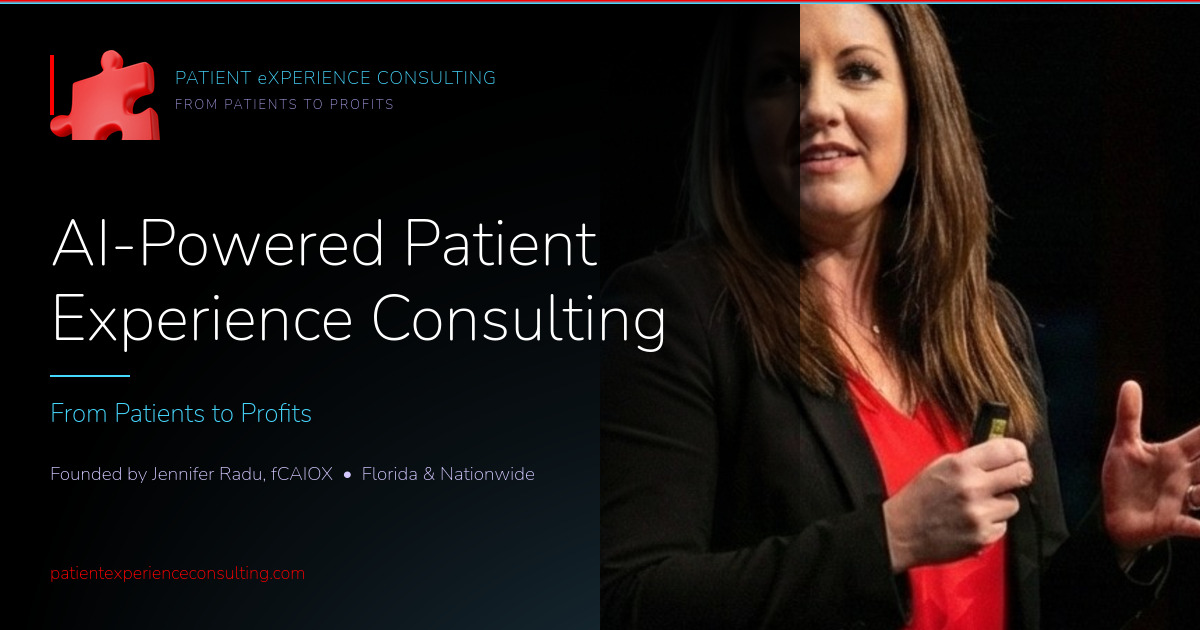 PATIENT eXPERIENCE CONSULTING
FROM PATIENTS TO PROFITS
AI-Powered Patient
Experience Consulting
From Patients to Profits
Founded by Jennifer Radu, fCAIOX • Florida & Nationwide
patientexperienceconsulting.com